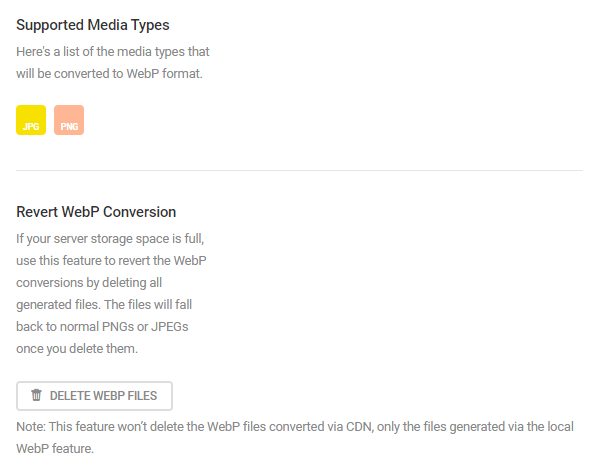 Supported Media Types
Here's a list of the media types that
will be converted to WebP format.
JPG PNG
Revert WebP Conversion
If your server storage space is full,
use this feature to revert the WebP
conversions by deleting all
generated files. The files will fall
back to normal PNGs or JPEGs
once you delete them.
DELETE WEBP FILES
Note: This feature won’t delete the WebP files converted via CDN, only the files generated via the local
WebP feature.